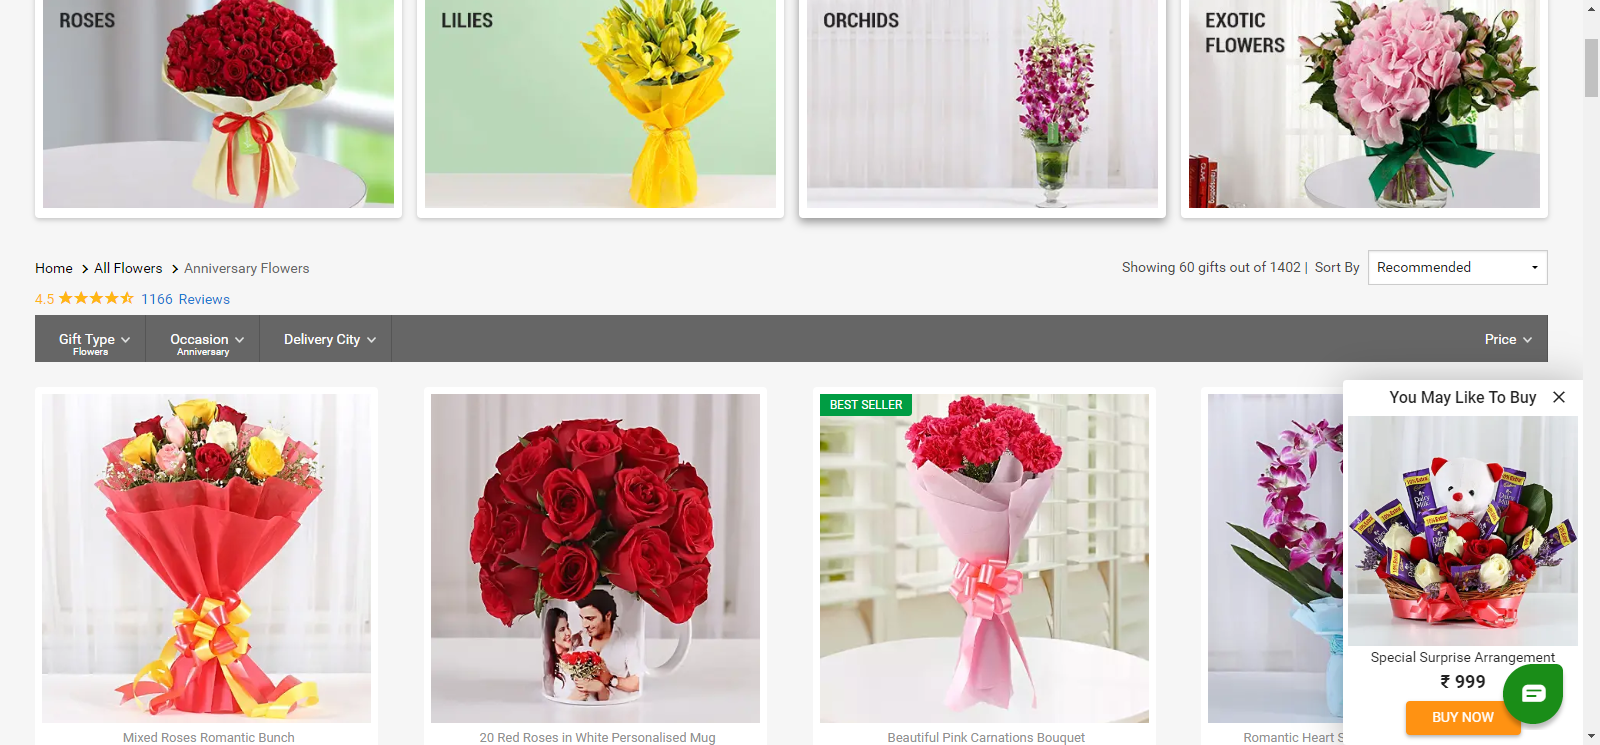 ROSES
LILIES
ORCHIDS
EXOTIC
FLOWERS
Home > All Flowers > Anniversary Flowers
Showing 60 gifts out of 1402 | Sort By
Recommended
4.5
1166 Reviews
Gift Type
Flowers
Occasion
Anniversary
Delivery City
Price
BEST SELLER
You May Like To Buy
Special Surprise Arrangement
₹ 999
BUY NOW
Mixed Roses Romantic Bunch
20 Red Roses in White Personalised Mug
Beautiful Pink Carnations Bouquet
Romantic Heart S